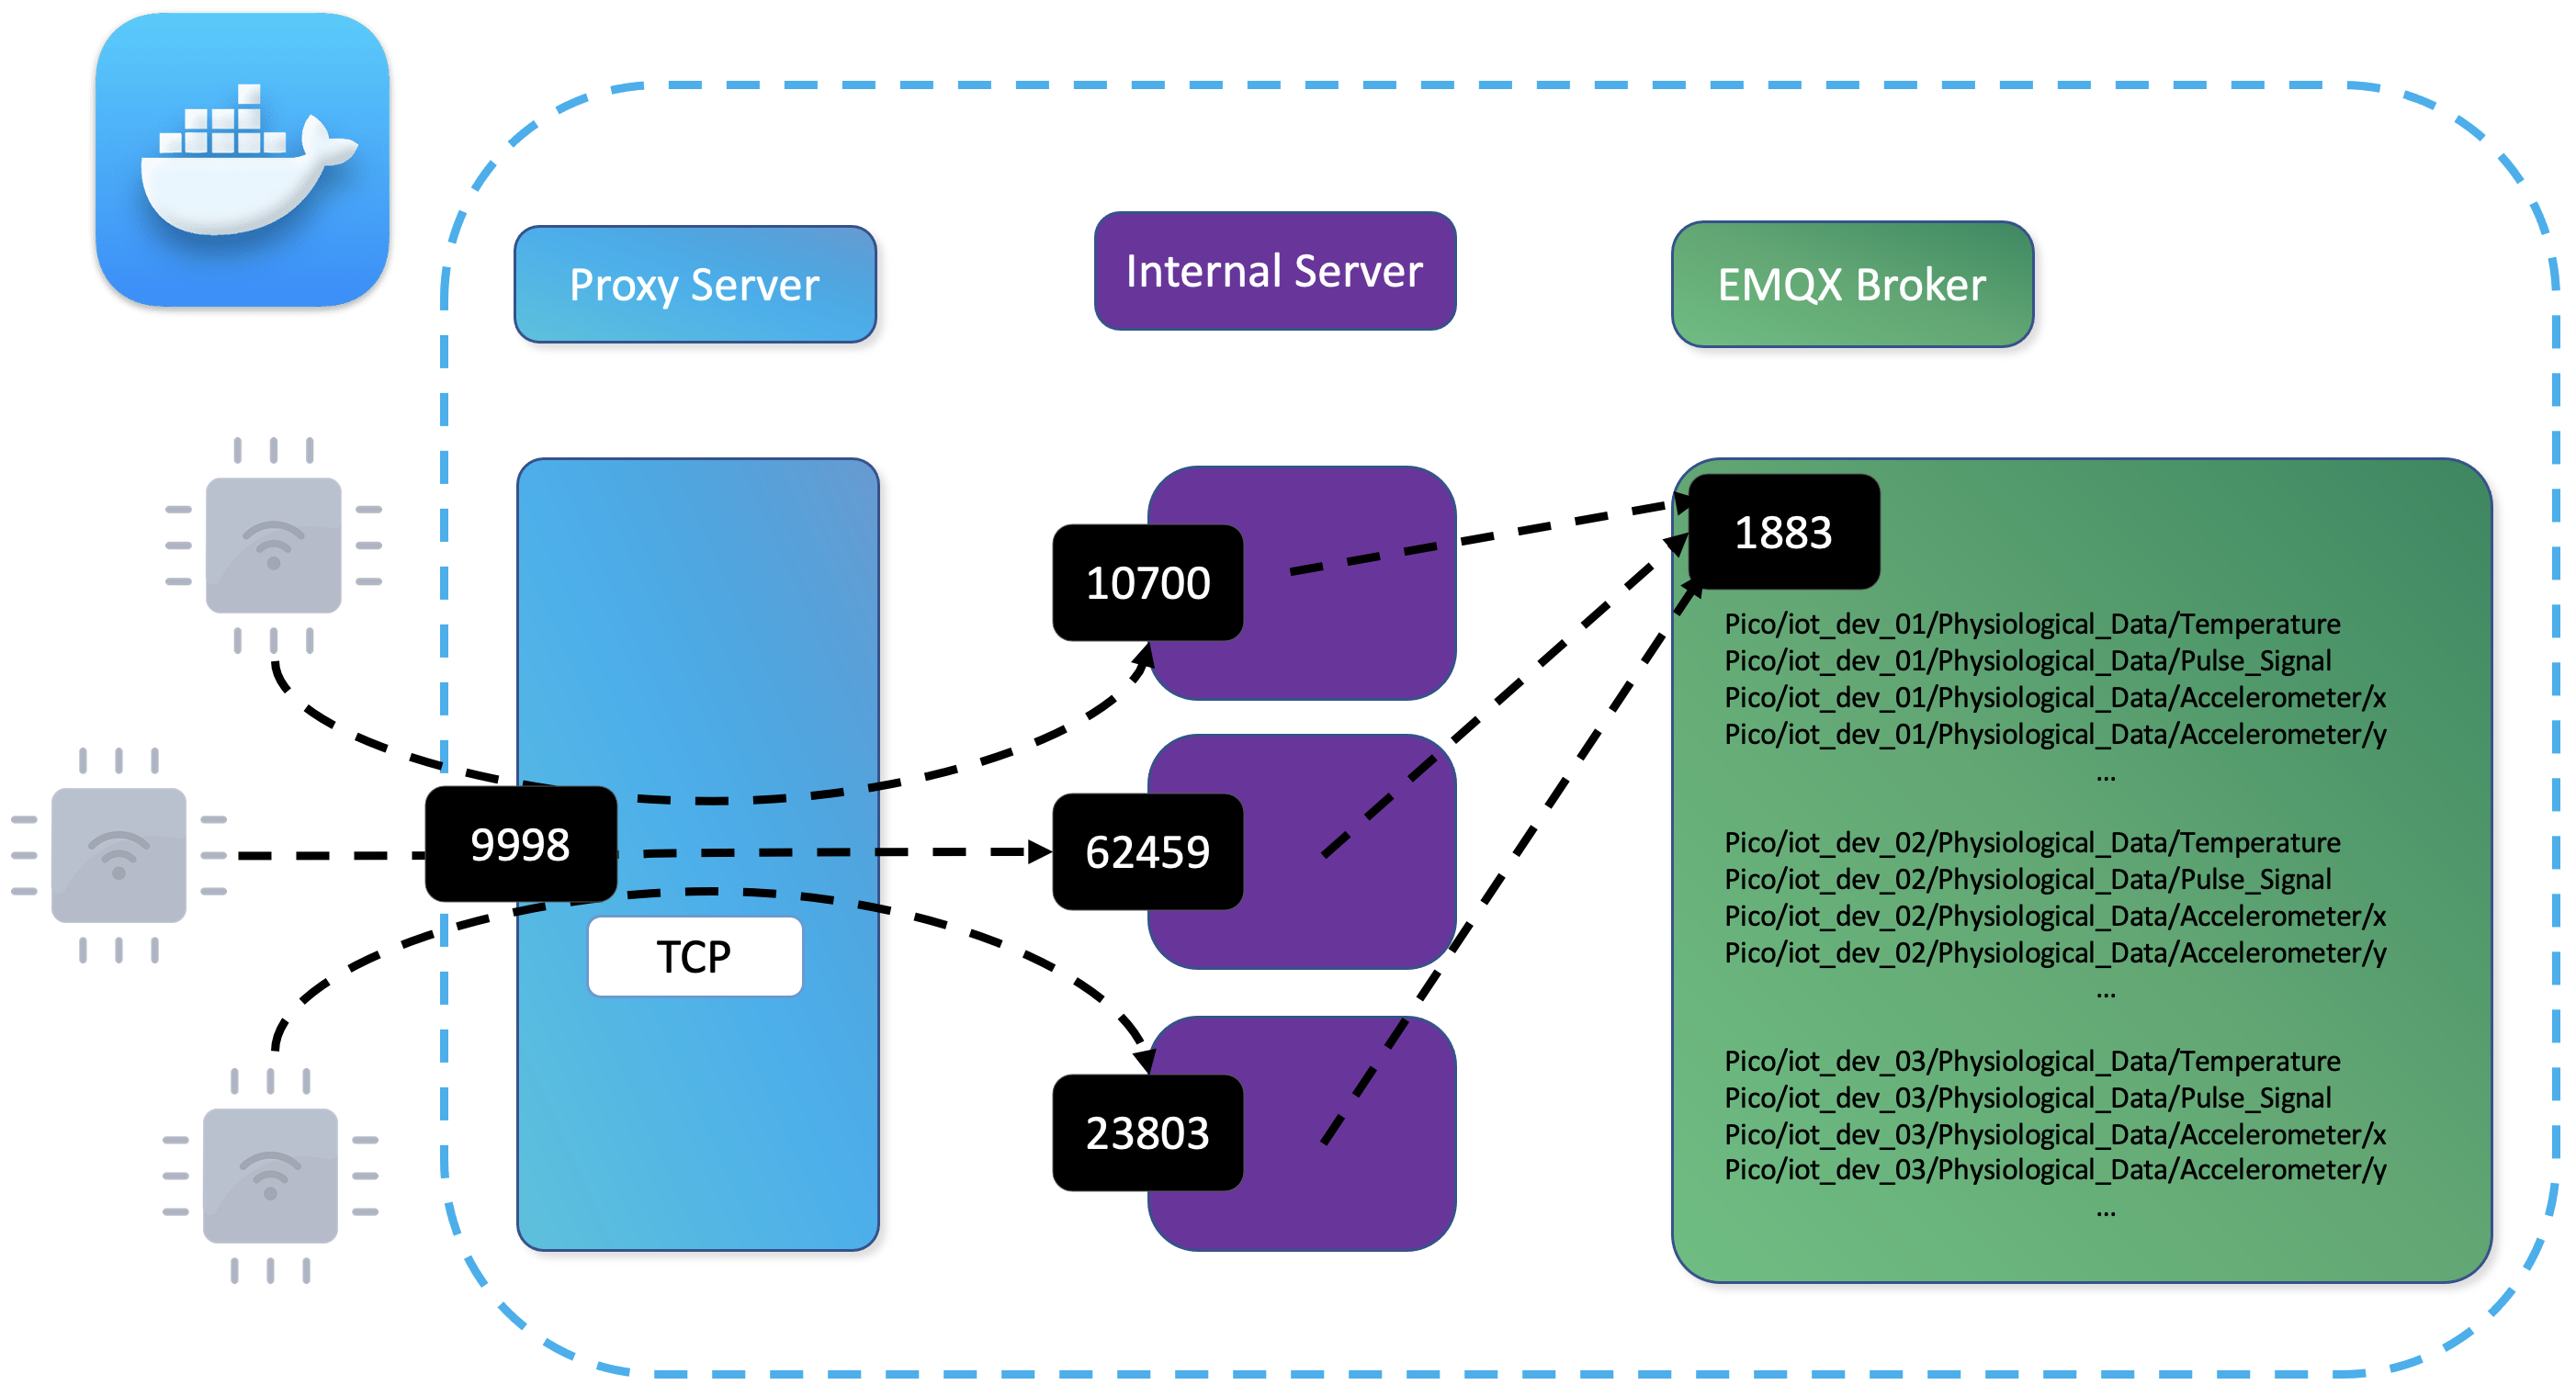 Proxy Server
Internal Server
EMQX Broker
9998
TCP
10700
62459
23803
1883
Pico/iot_dev_01/Physiological_Data/Temperature
Pico/iot_dev_01/Physiological_Data/Pulse_Signal
Pico/iot_dev_01/Physiological_Data/Accelerometer/x
Pico/iot_dev_01/Physiological_Data/Accelerometer/y
...
Pico/iot_dev_02/Physiological_Data/Temperature
Pico/iot_dev_02/Physiological_Data/Pulse_Signal
Pico/iot_dev_02/Physiological_Data/Accelerometer/x
Pico/iot_dev_02/Physiological_Data/Accelerometer/y
...
Pico/iot_dev_03/Physiological_Data/Temperature
Pico/iot_dev_03/Physiological_Data/Pulse_Signal
Pico/iot_dev_03/Physiological_Data/Accelerometer/x
Pico/iot_dev_03/Physiological_Data/Accelerometer/y
...